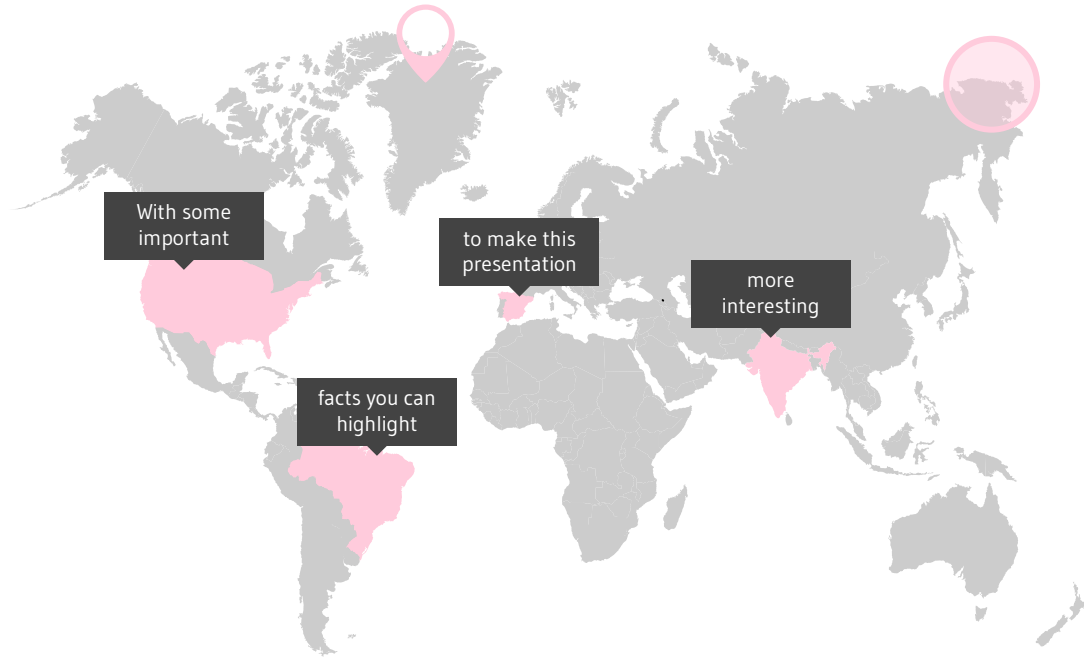 With some
important
facts you can
highlight
to make this
presentation
more
interesting